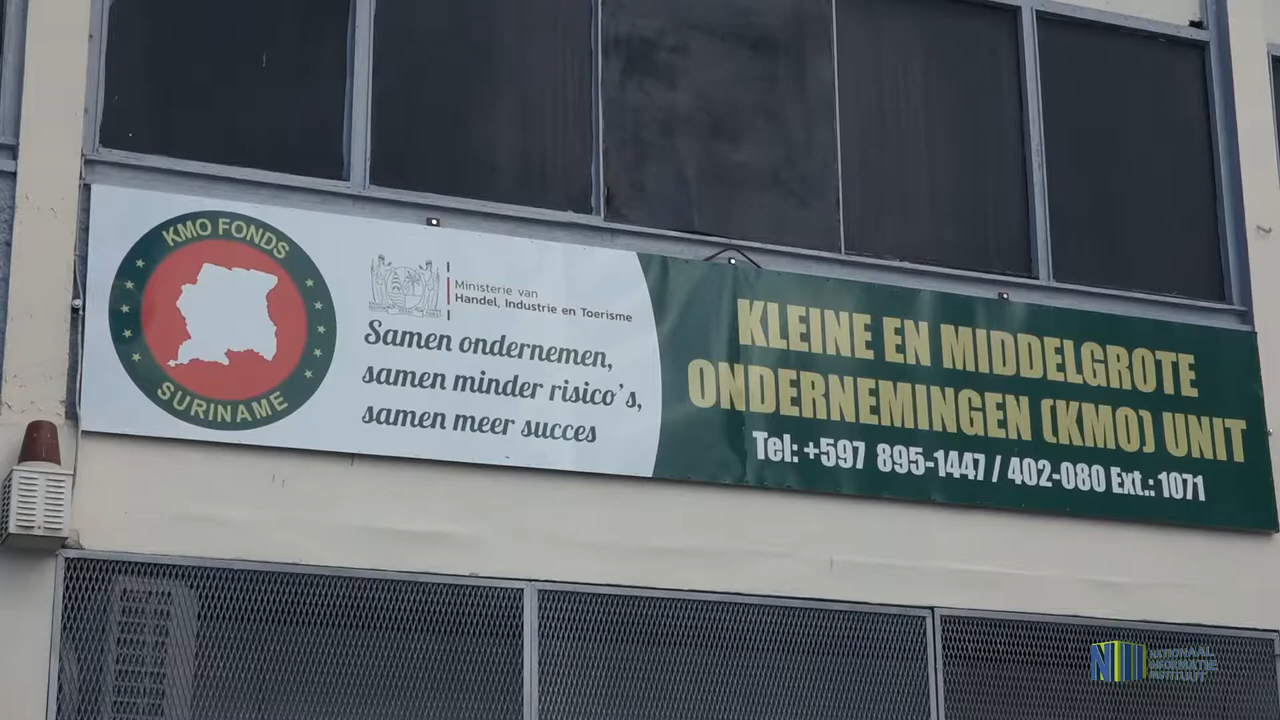 KMO FONDS
SURINAME
Ministerie van
Handel, Industrie en Toerisme
Samen ondernemen,
samen minder risico's,
samen meer succes
KLEINE EN MIDDELGROTE
ONDERNEMINGEN (KMO) UNIT
Tel: +597 895-1447 / 402-080 Ext.: 1071
NATIONAAL
INFORMATIE
INSTITUUT